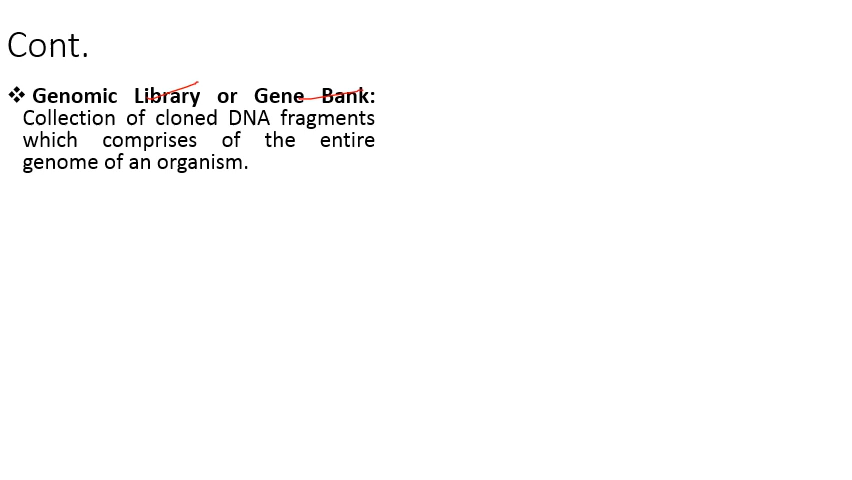 Cont.
❖ Genomic Library or Gene Bank:
Collection of cloned DNA fragments
which comprises of the entire
genome of an organism.